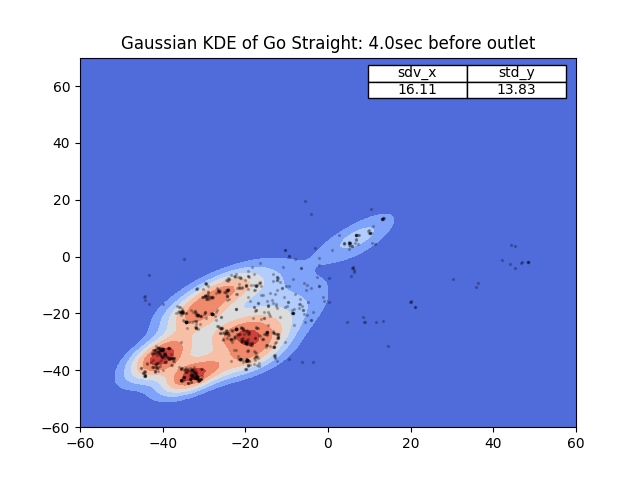 Gaussian KDE of Go Straight: 4.0sec before outlet
sdv_x std_y
16.11 13.83
60
40
20
0
−20
−40
−60
−60 −40 −20 0 20 40 60